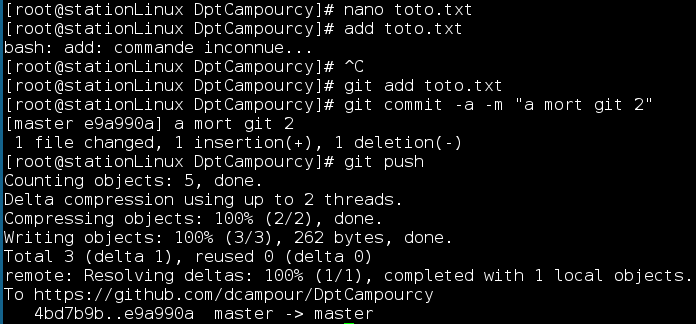 [root@stationLinux DptCampourcy]# nano toto.txt
[root@stationLinux DptCampourcy]# add toto.txt
bash: add: commande inconnue...
[root@stationLinux DptCampourcy]# ^C
[root@stationLinux DptCampourcy]# git add toto.txt
[root@stationLinux DptCampourcy]# git commit -a -m "a mort git 2"
[master e9a990a] a mort git 2
 1 file changed, 1 insertion(+), 1 deletion(-)
[root@stationLinux DptCampourcy]# git push
Counting objects: 5, done.
Delta compression using up to 2 threads.
Compressing objects: 100% (2/2), done.
Writing objects: 100% (3/3), 262 bytes, done.
Total 3 (delta 1), reused 0 (delta 0)
remote: Resolving deltas: 100% (1/1), completed with 1 local objects.
To https://github.com/dcampour/DptCampourcy
   4bd7b9b..e9a990a  master -> master